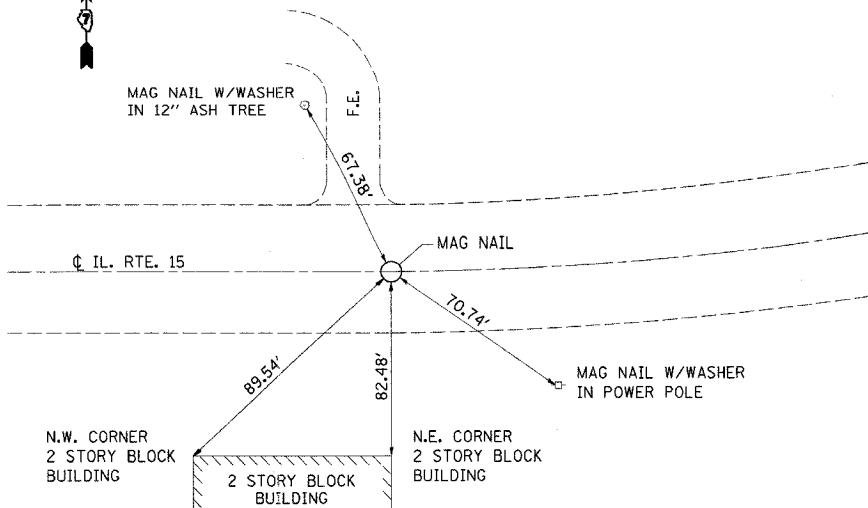 7
MAG NAIL W/WASHER
IN 12" ASH TREE
F.E.
67.38'
MAG NAIL
℄ IL. RTE. 15
70.74'
89.54'
82.48'
MAG NAIL W/WASHER
IN POWER POLE
N.W. CORNER
2 STORY BLOCK
BUILDING
N.E. CORNER
2 STORY BLOCK
BUILDING
2 STORY BLOCK
BUILDING